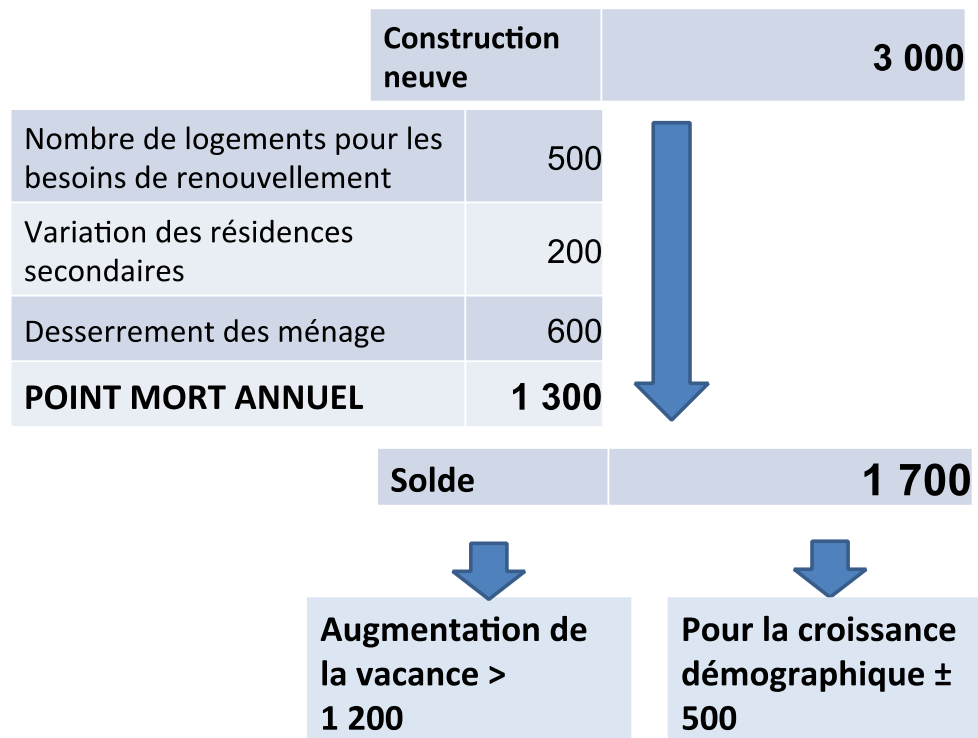 Construction
neuve
3 000
Nombre de logements pour les
besoins de renouvellement
500
Variation des résidences
secondaires
200
Desserrement des ménage
600
POINT MORT ANNUEL
1 300
Solde
1 700
Augmentation de
la vacance >
1 200
Pour la croissance
démographique ±
500